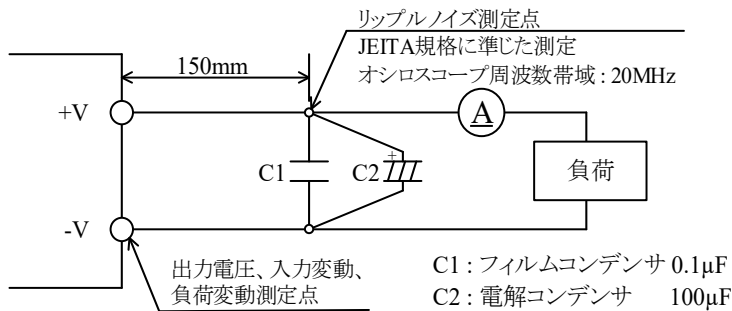 リップルノイズ測定点
JEITA規格に準じた測定
オシロスコープ周波数帯域 : 20MHz
150mm
+V
A
C1
+
C2
負荷
-V
出力電圧、入力変動、
負荷変動測定点
C1 : フィルムコンデンサ 0.1µF
C2 : 電解コンデンサ 100µF